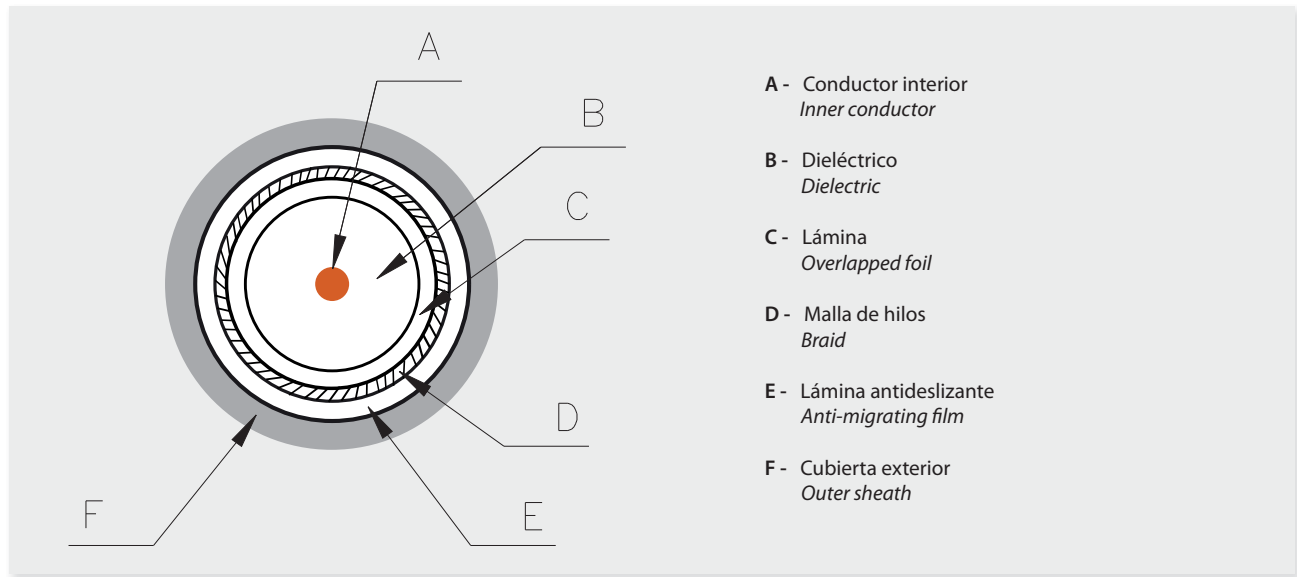 A
B
C
D
E
F
A - Conductor interior
Inner conductor
B - Dieléctrico
Dielectric
C - Lámina
Overlapped foil
D - Malla de hilos
Braid
E - Lámina antideslizante
Anti-migrating film
F - Cubierta exterior
Outer sheath